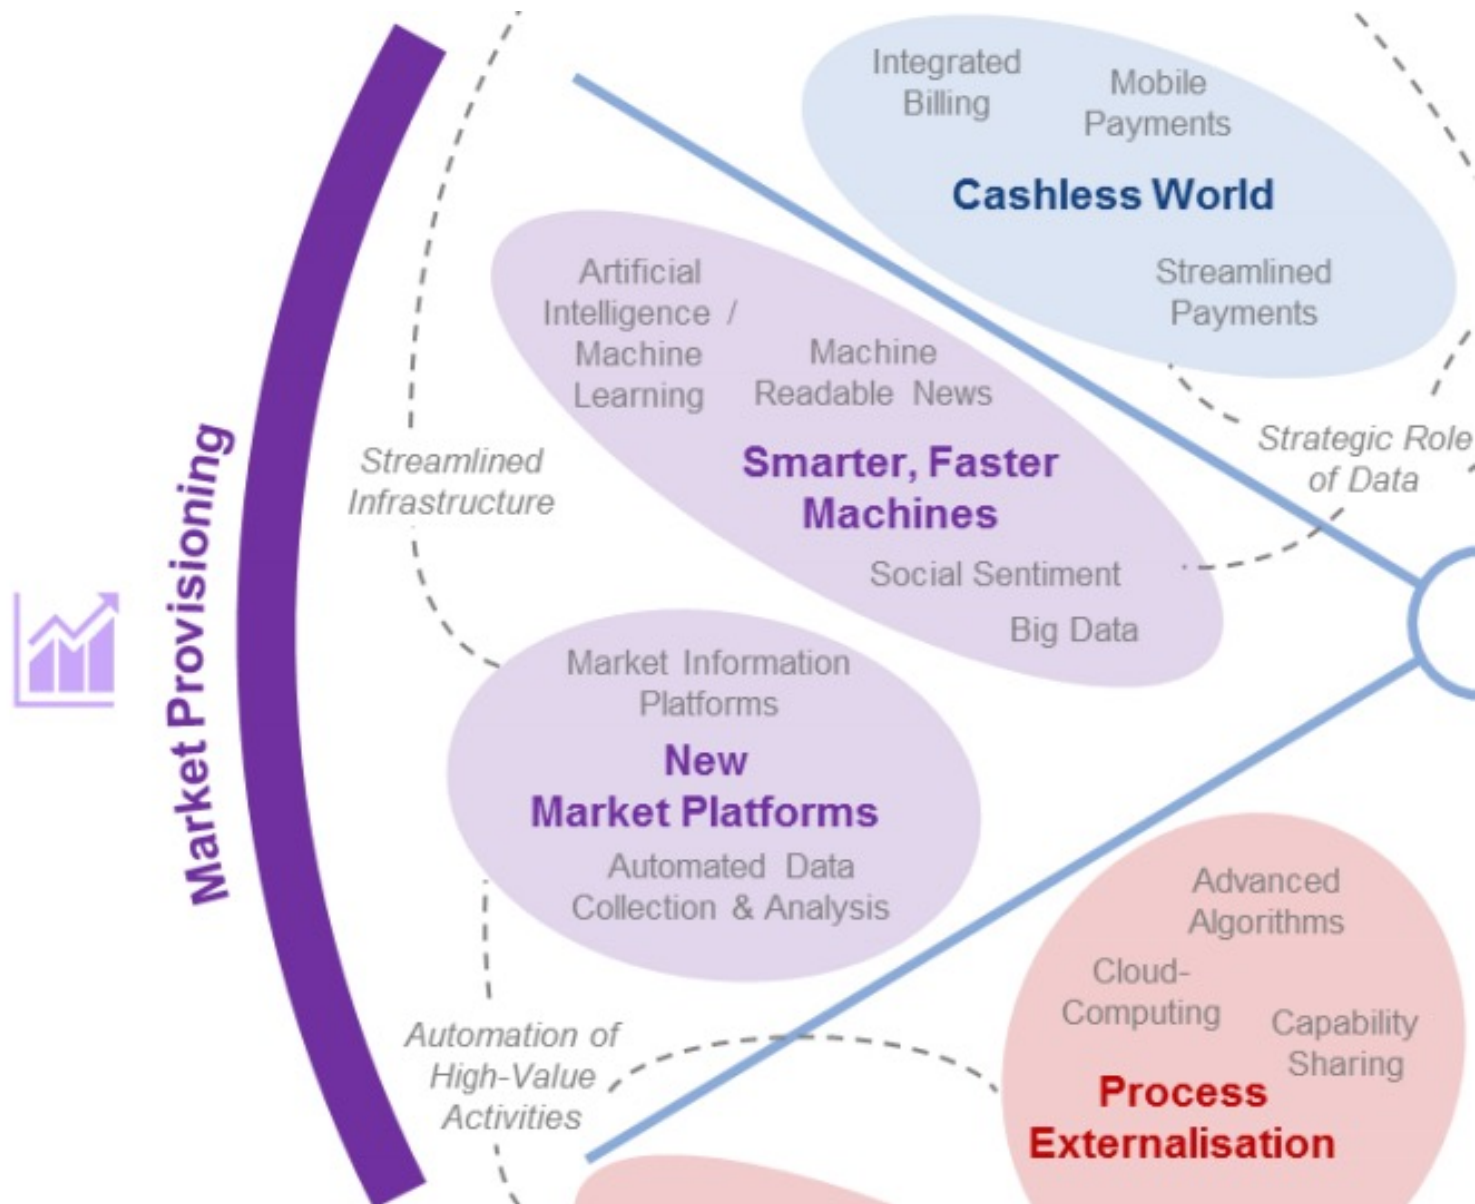 Integrated
Billing
Mobile
Payments
Cashless World
Streamlined
Payments
Artificial
Intelligence /
Machine
Learning
Machine
Readable News
Smarter, Faster
Machines
Social Sentiment
Big Data
Strategic Role
of Data
Streamlined
Infrastructure
Market Provisioning
Market Information
Platforms
New
Market Platforms
Automated Data
Collection & Analysis
Automation of
High-Value
Activities
Advanced
Algorithms
Cloud-
Computing
Capability
Sharing
Process
Externalisation